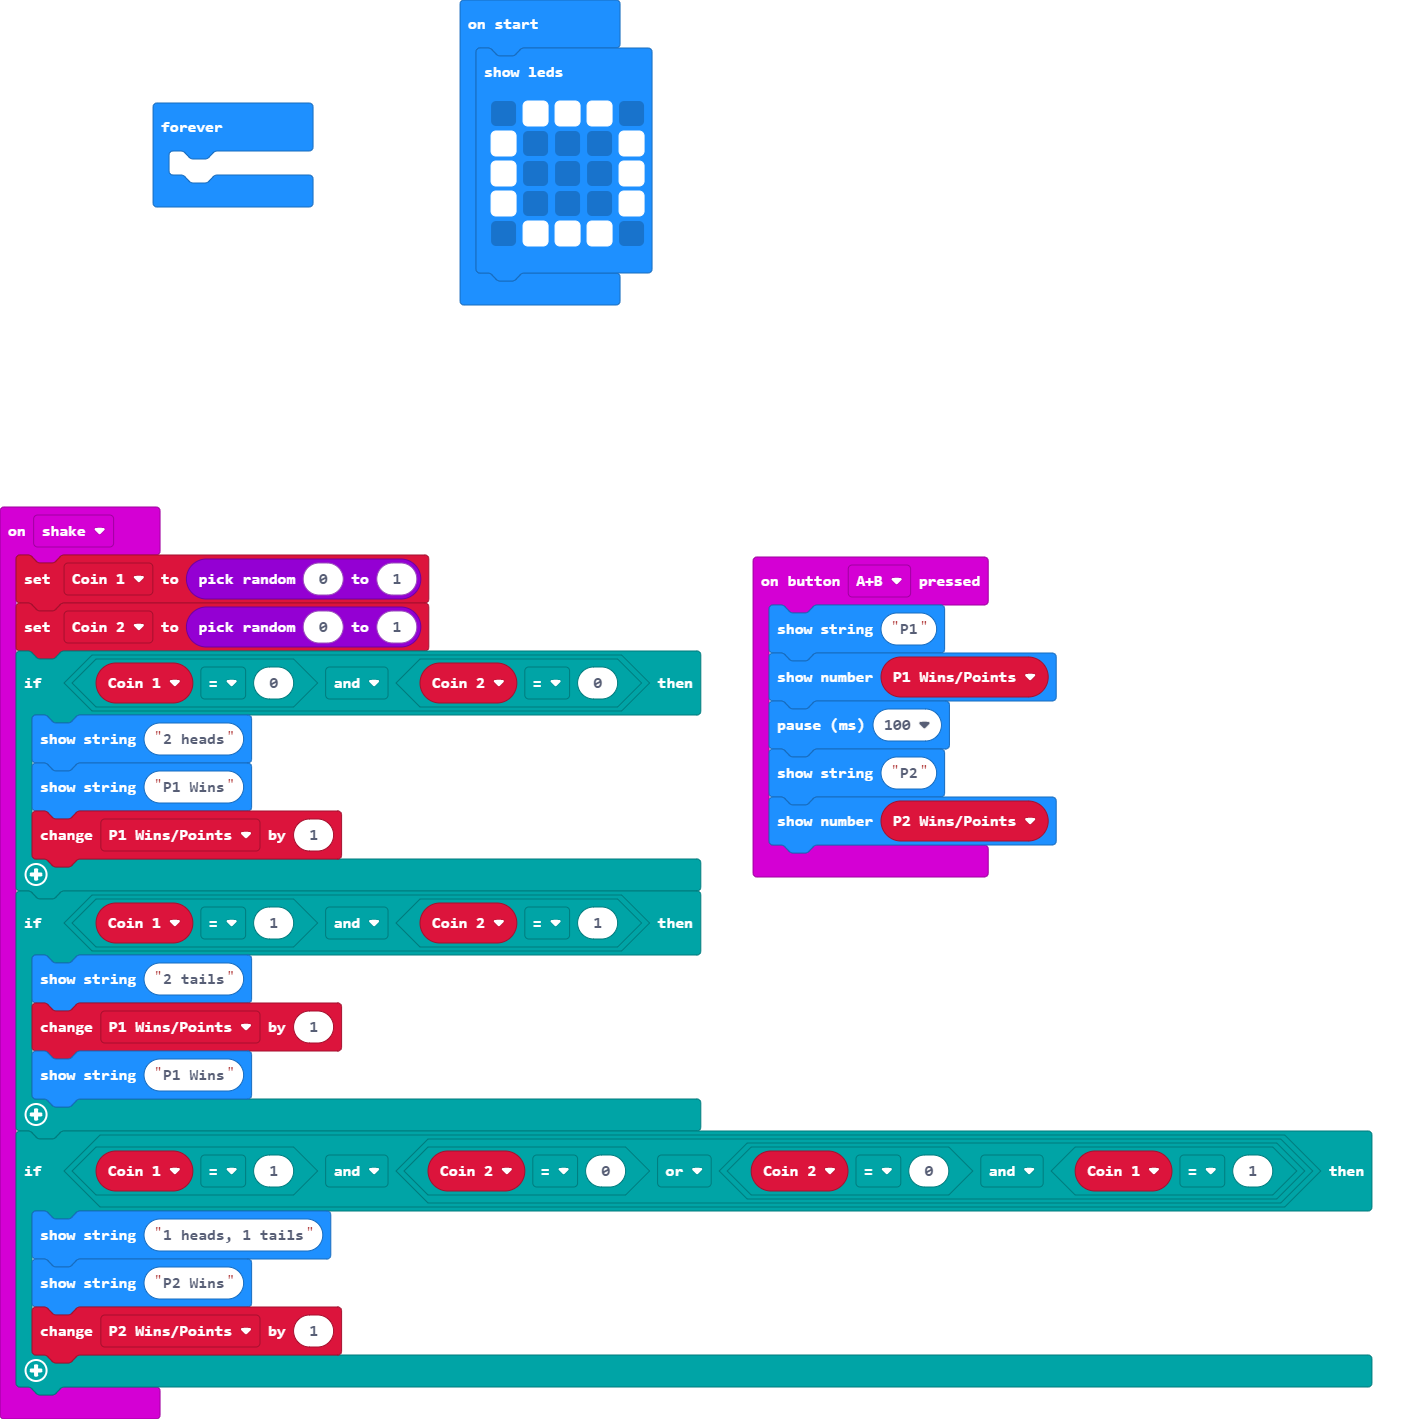 on start
show leds
forever
on shake
set Coin 1 to pick random 0 to 1
set Coin 2 to pick random 0 to 1
if Coin 1 = 0 and Coin 2 = 0 then
show string "2 heads"
show string "P1 Wins"
change P1 Wins/Points by 1
if Coin 1 = 1 and Coin 2 = 1 then
show string "2 tails"
change P1 Wins/Points by 1
show string "P1 Wins"
if Coin 1 = 1 and Coin 2 = 0 or Coin 2 = 0 and Coin 1 = 1 then
show string "1 heads, 1 tails"
show string "P2 Wins"
change P2 Wins/Points by 1
on button A+B pressed
show string "P1"
show number P1 Wins/Points
pause (ms) 100
show string "P2"
show number P2 Wins/Points